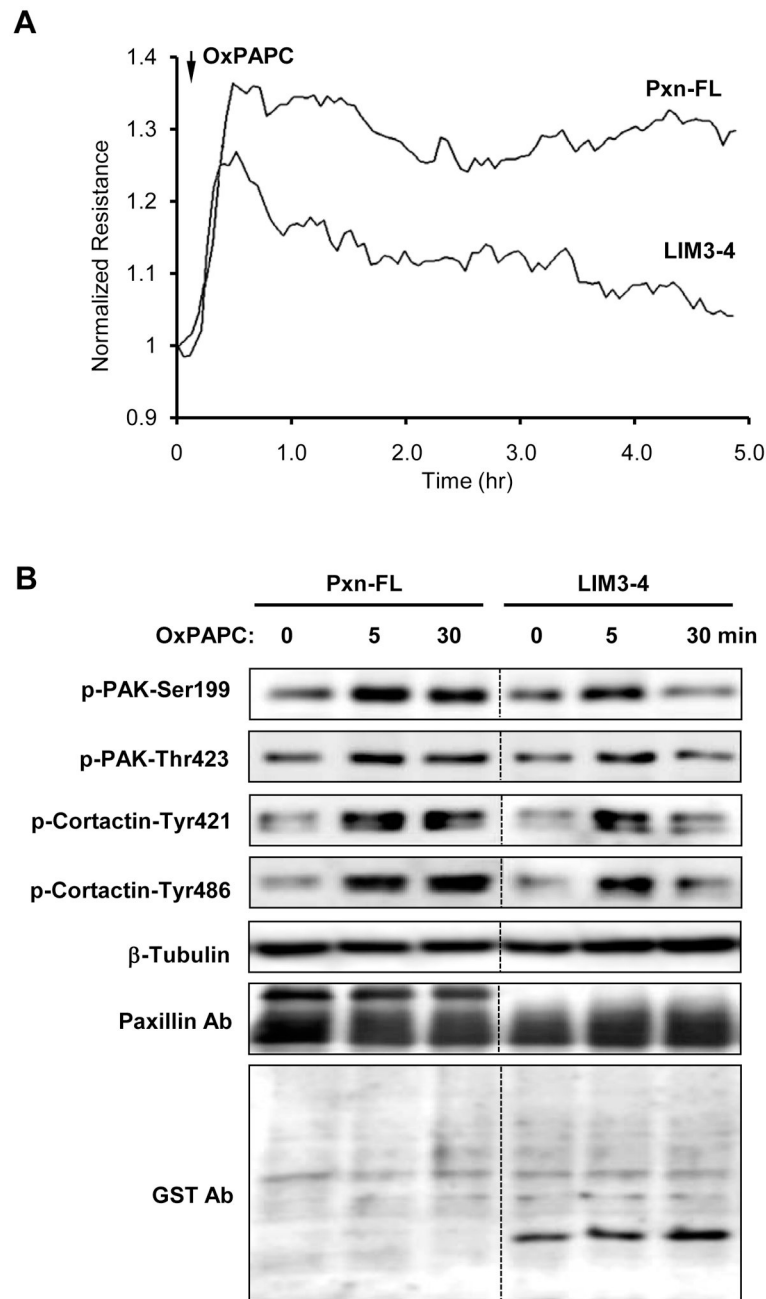 A
OxPAPC
1.4
1.3
1.2
1.1
1
0.9
Normalized Resistance
Pxn-FL
LIM3-4
0 1.0 2.0 3.0 4.0 5.0
Time (hr)
B
Pxn-FL LIM3-4
OxPAPC: 0 5 30 0 5 30 min
p-PAK-Ser199
p-PAK-Thr423
p-Cortactin-Tyr421
p-Cortactin-Tyr486
β-Tubulin
Paxillin Ab
GST Ab